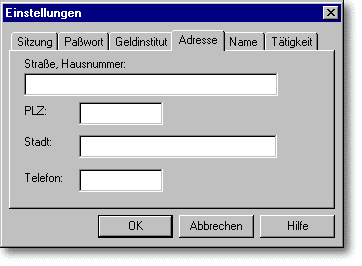 Einstellungen
Sitzung Paßwort Geldinstitut Adresse Name Tätigkeit
Straße, Hausnummer:
PLZ:
Stadt:
Telefon:
OK Abbrechen Hilfe